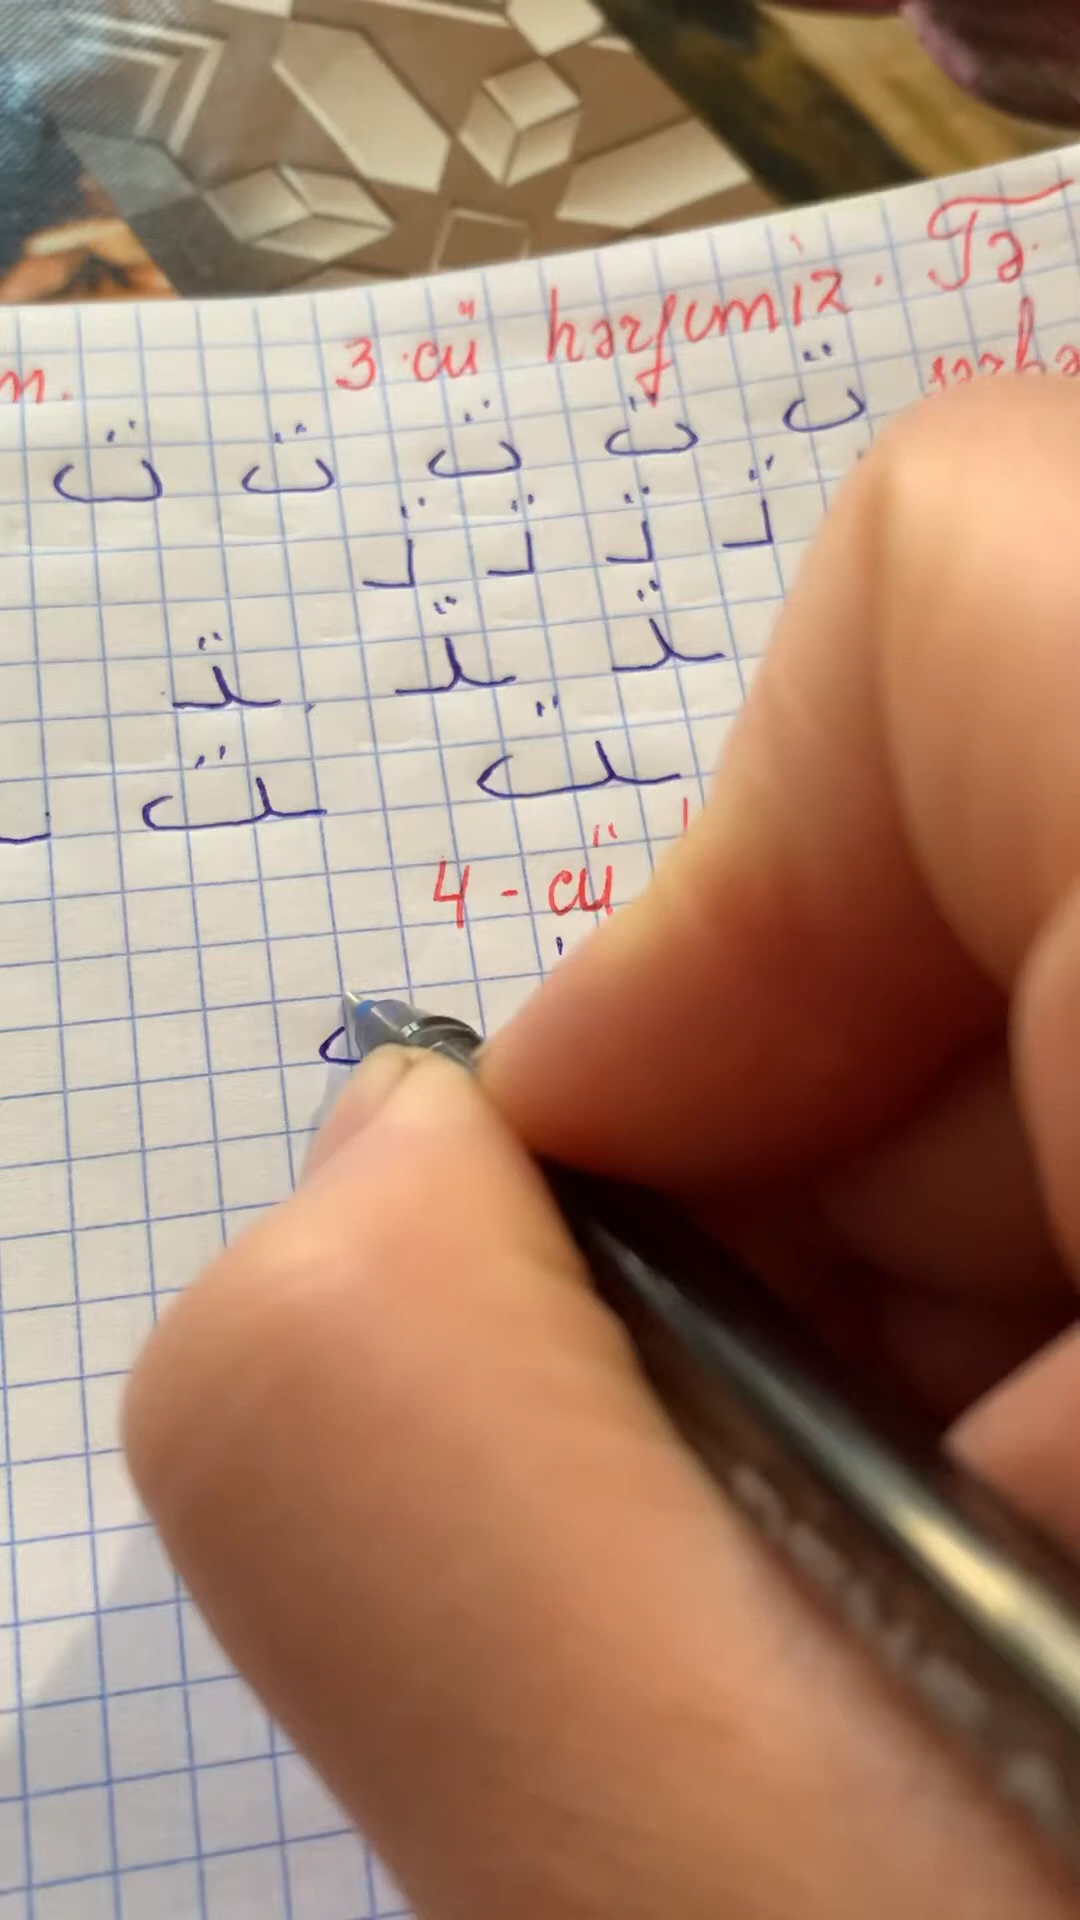 3-cü hərfimiz. Tə.
ت ت ت ت ت
تـ تـ تـ تـ
ـتـ ـتـ ـتـ
ـت ـت
4-cü